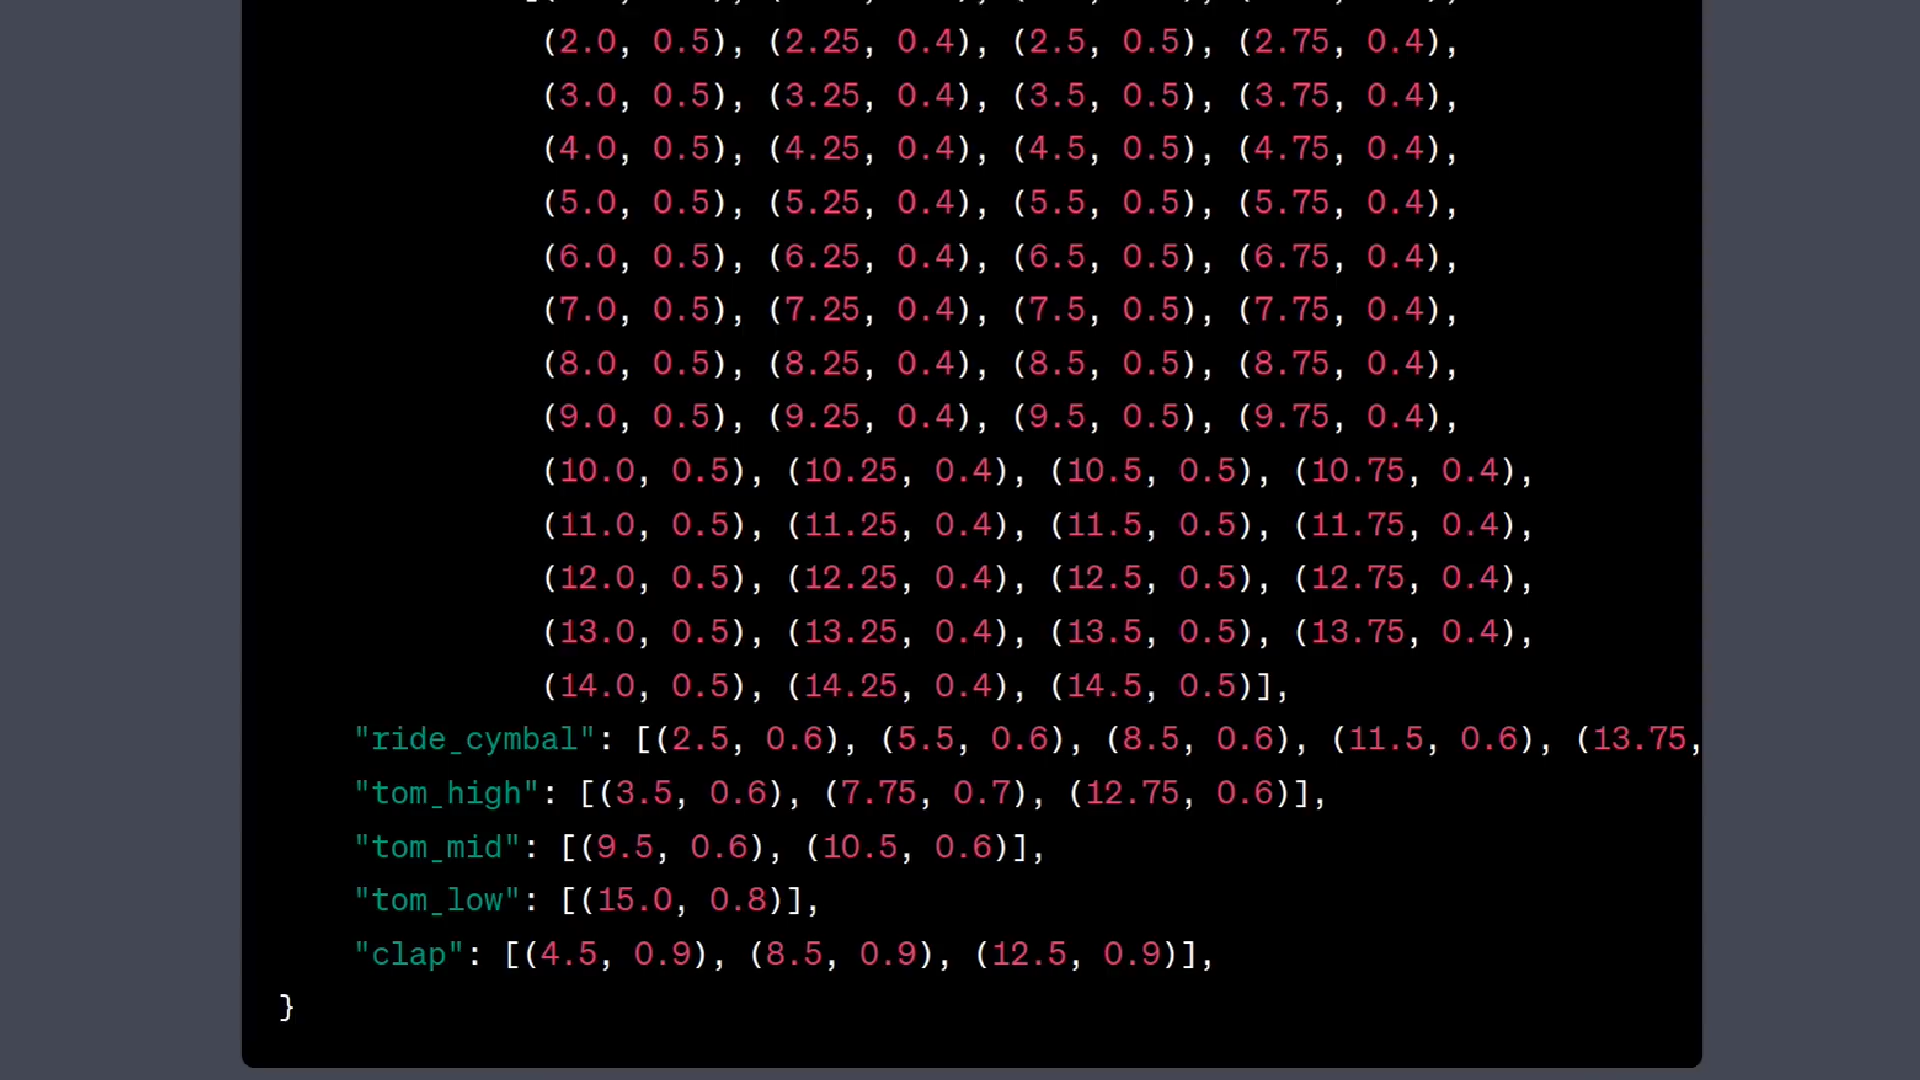 (2.0, 0.5), (2.25, 0.4), (2.5, 0.5), (2.75, 0.4),
(3.0, 0.5), (3.25, 0.4), (3.5, 0.5), (3.75, 0.4),
(4.0, 0.5), (4.25, 0.4), (4.5, 0.5), (4.75, 0.4),
(5.0, 0.5), (5.25, 0.4), (5.5, 0.5), (5.75, 0.4),
(6.0, 0.5), (6.25, 0.4), (6.5, 0.5), (6.75, 0.4),
(7.0, 0.5), (7.25, 0.4), (7.5, 0.5), (7.75, 0.4),
(8.0, 0.5), (8.25, 0.4), (8.5, 0.5), (8.75, 0.4),
(9.0, 0.5), (9.25, 0.4), (9.5, 0.5), (9.75, 0.4),
(10.0, 0.5), (10.25, 0.4), (10.5, 0.5), (10.75, 0.4),
(11.0, 0.5), (11.25, 0.4), (11.5, 0.5), (11.75, 0.4),
(12.0, 0.5), (12.25, 0.4), (12.5, 0.5), (12.75, 0.4),
(13.0, 0.5), (13.25, 0.4), (13.5, 0.5), (13.75, 0.4),
(14.0, 0.5), (14.25, 0.4), (14.5, 0.5)],
"ride_cymbal": [(2.5, 0.6), (5.5, 0.6), (8.5, 0.6), (11.5, 0.6), (13.75,
"tom_high": [(3.5, 0.6), (7.75, 0.7), (12.75, 0.6)],
"tom_mid": [(9.5, 0.6), (10.5, 0.6)],
"tom_low": [(15.0, 0.8)],
"clap": [(4.5, 0.9), (8.5, 0.9), (12.5, 0.9)],
}